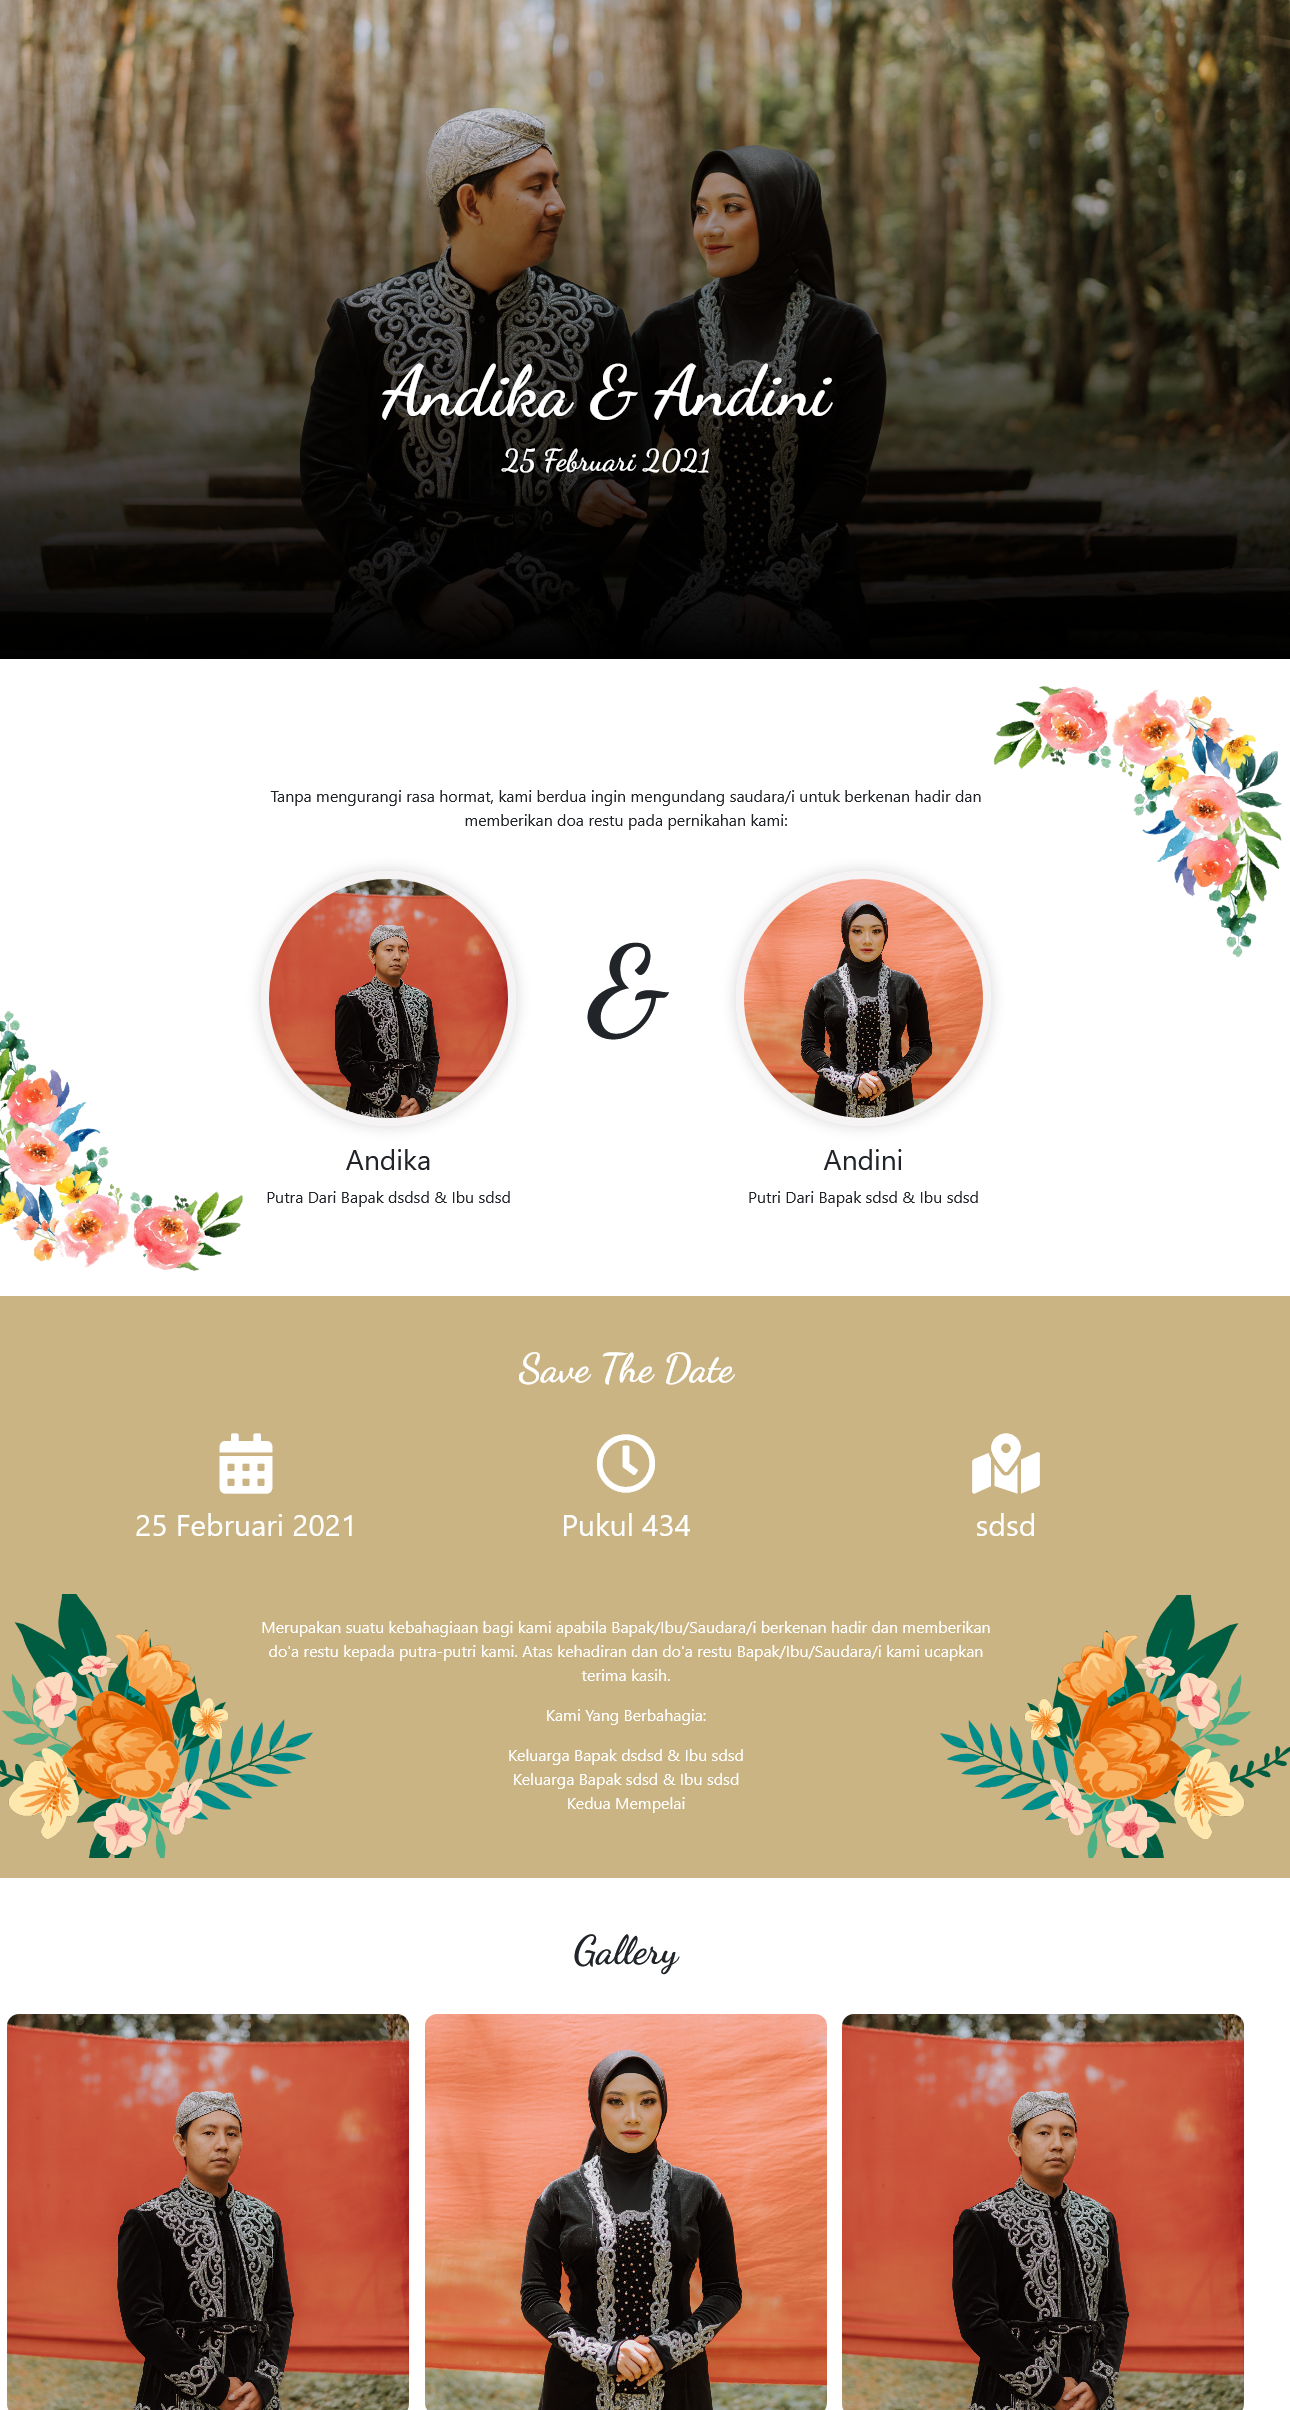 Andika & Andini
25 Februari 2021
Tanpa mengurangi rasa hormat, kami berdua ingin mengundang saudara/i untuk berkenan hadir dan
memberikan doa restu pada pernikahan kami:
&
Andika
Putra Dari Bapak dsdsd & Ibu sdsd
Andini
Putri Dari Bapak sdsd & Ibu sdsd
Save The Date
25 Februari 2021
Pukul 434
sdsd
Merupakan suatu kebahagiaan bagi kami apabila Bapak/Ibu/Saudara/i berkenan hadir dan memberikan
do'a restu kepada putra-putri kami. Atas kehadiran dan do'a restu Bapak/Ibu/Saudara/i kami ucapkan
terima kasih.
Kami Yang Berbahagia:
Keluarga Bapak dsdsd & Ibu sdsd
Keluarga Bapak sdsd & Ibu sdsd
Kedua Mempelai
Gallery